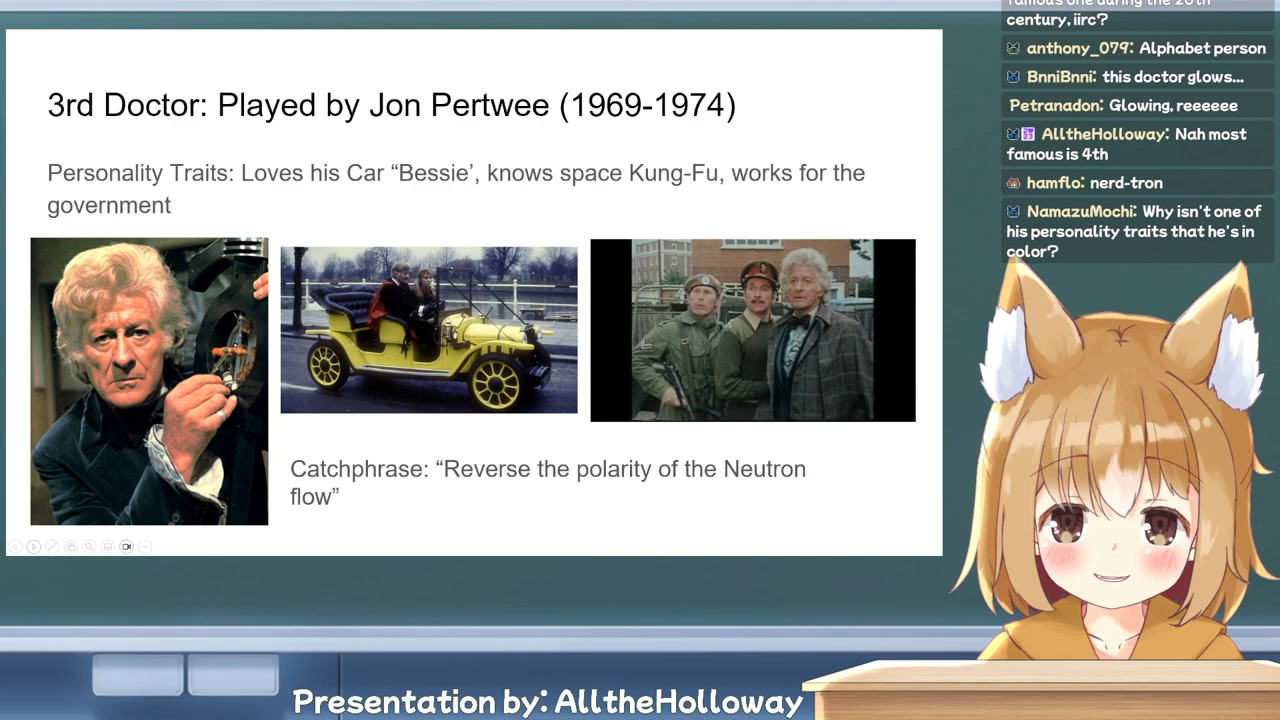 3rd Doctor: Played by Jon Pertwee (1969-1974)
Personality Traits: Loves his Car “Bessie’, knows space Kung-Fu, works for the
government
Catchphrase: “Reverse the polarity of the Neutron
flow”
famous one during the 20th
century, iirc?
anthony_079: Alphabet person
BnniBnni: this doctor glows...
Petranadon: Glowing, reeeeee
AlltheHolloway: Nah most
famous is 4th
hamflo: nerd-tron
NamazuMochi: Why isn't one of
his personality traits that he's in
color?
Presentation by: AlltheHolloway